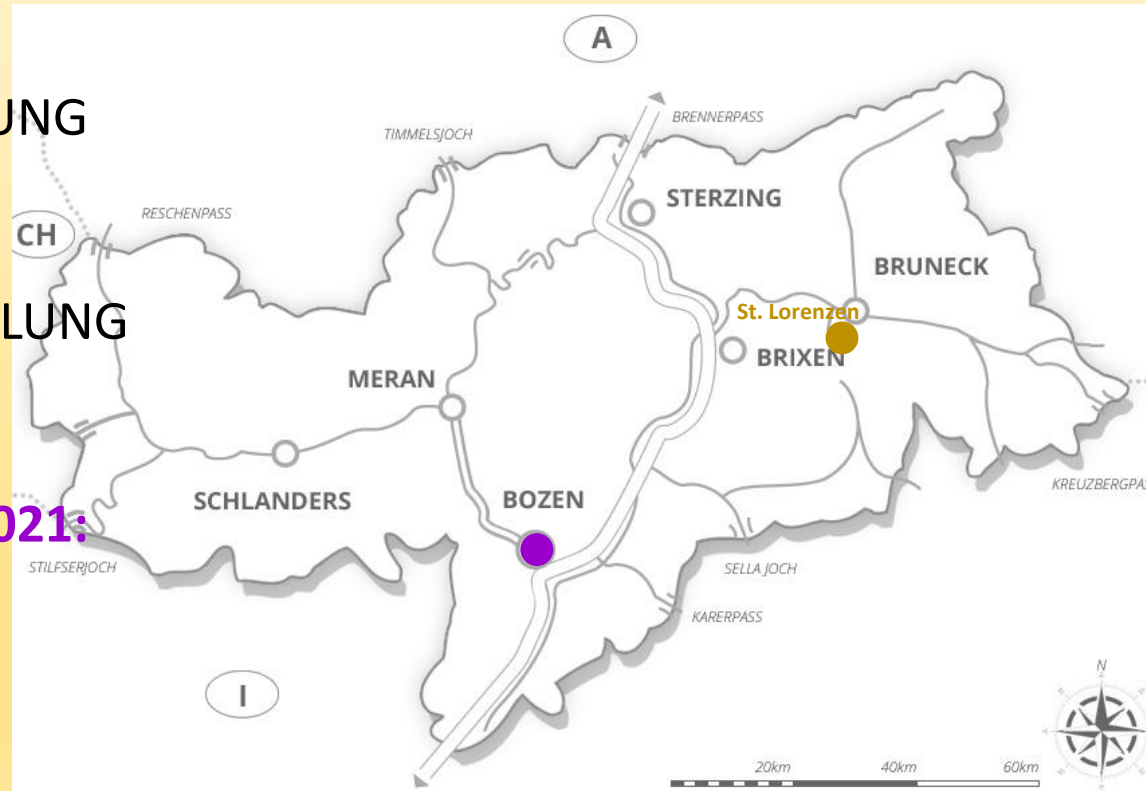 A
UNG
BRENNERPASS
TIMMELSJOCH
STERZING
RESCHENPASS
CH
BRUNECK
St. Lorenzen
LUNG
BRIXEN
MERAN
KREUZBERGPAS
SCHLANDERS
BOZEN
021:
STILFSERJOCH
SELLA JOCH
KARERPASS
I
N
20km 40km 60km